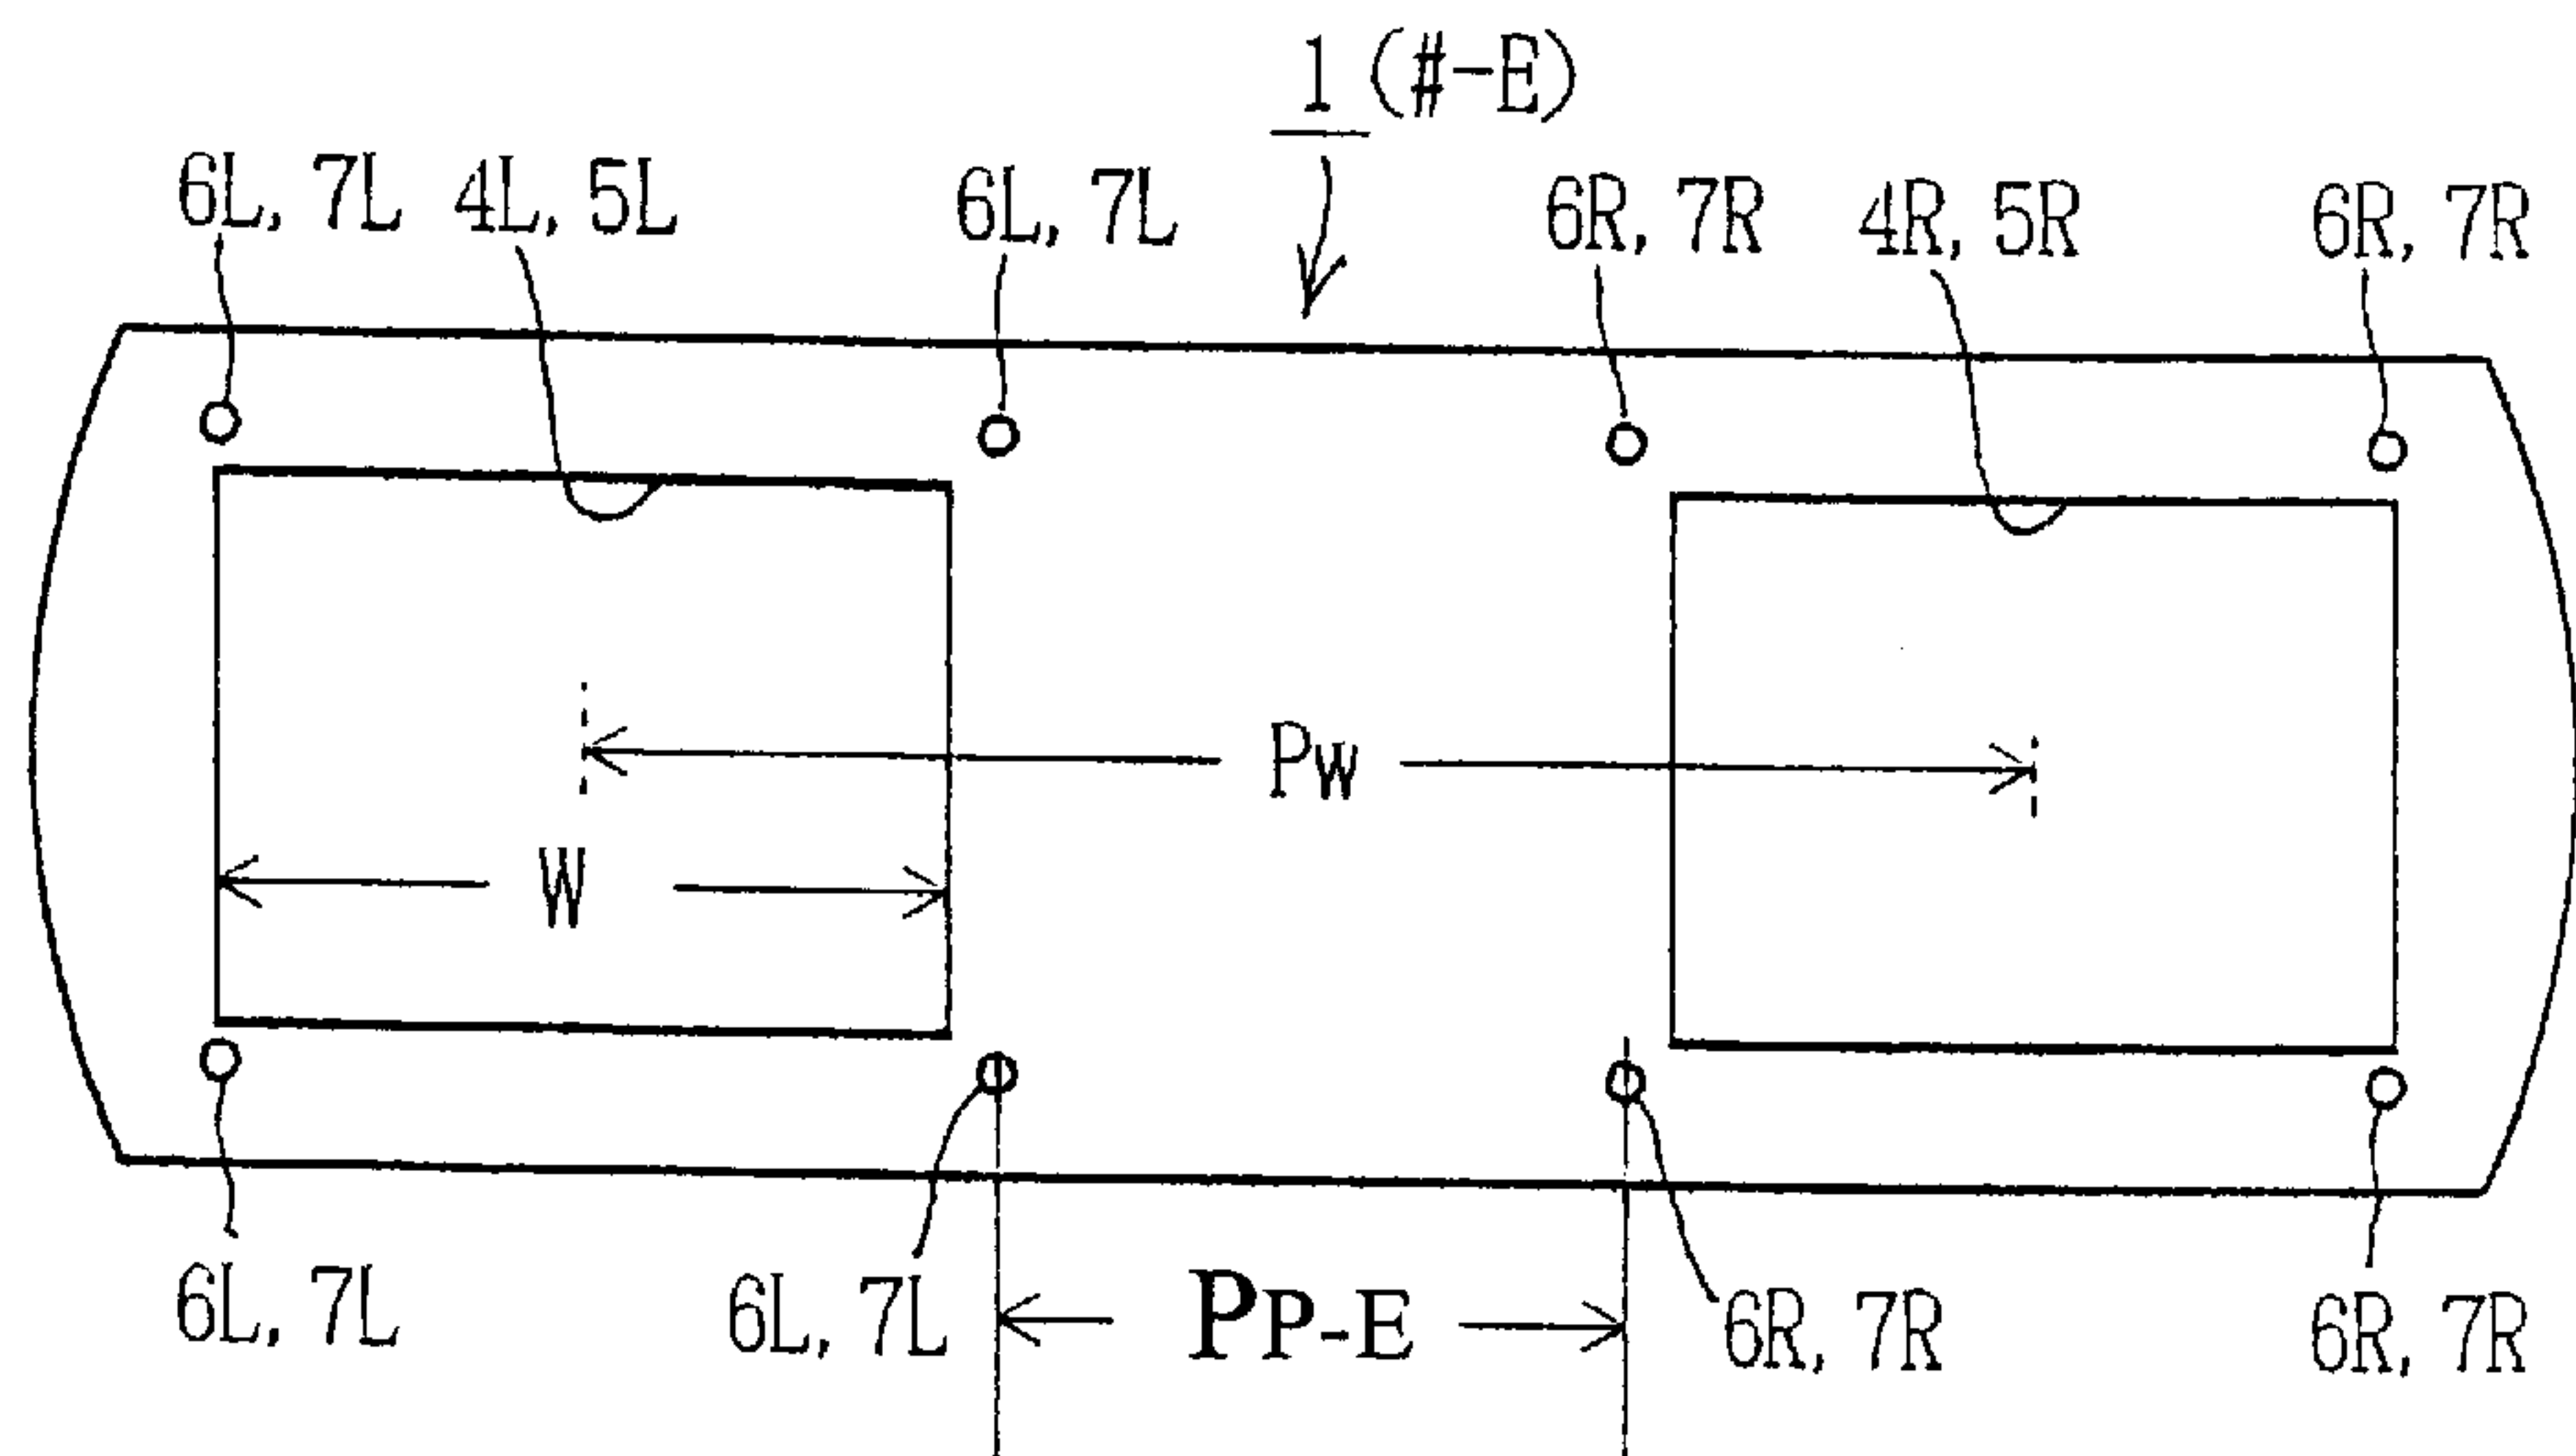 1 (#-E)
6L, 7L 4L, 5L 6L, 7L 6R, 7R 4R, 5R 6R, 7R
PW
W
6L, 7L 6L, 7L PP-E 6R, 7R 6R, 7R